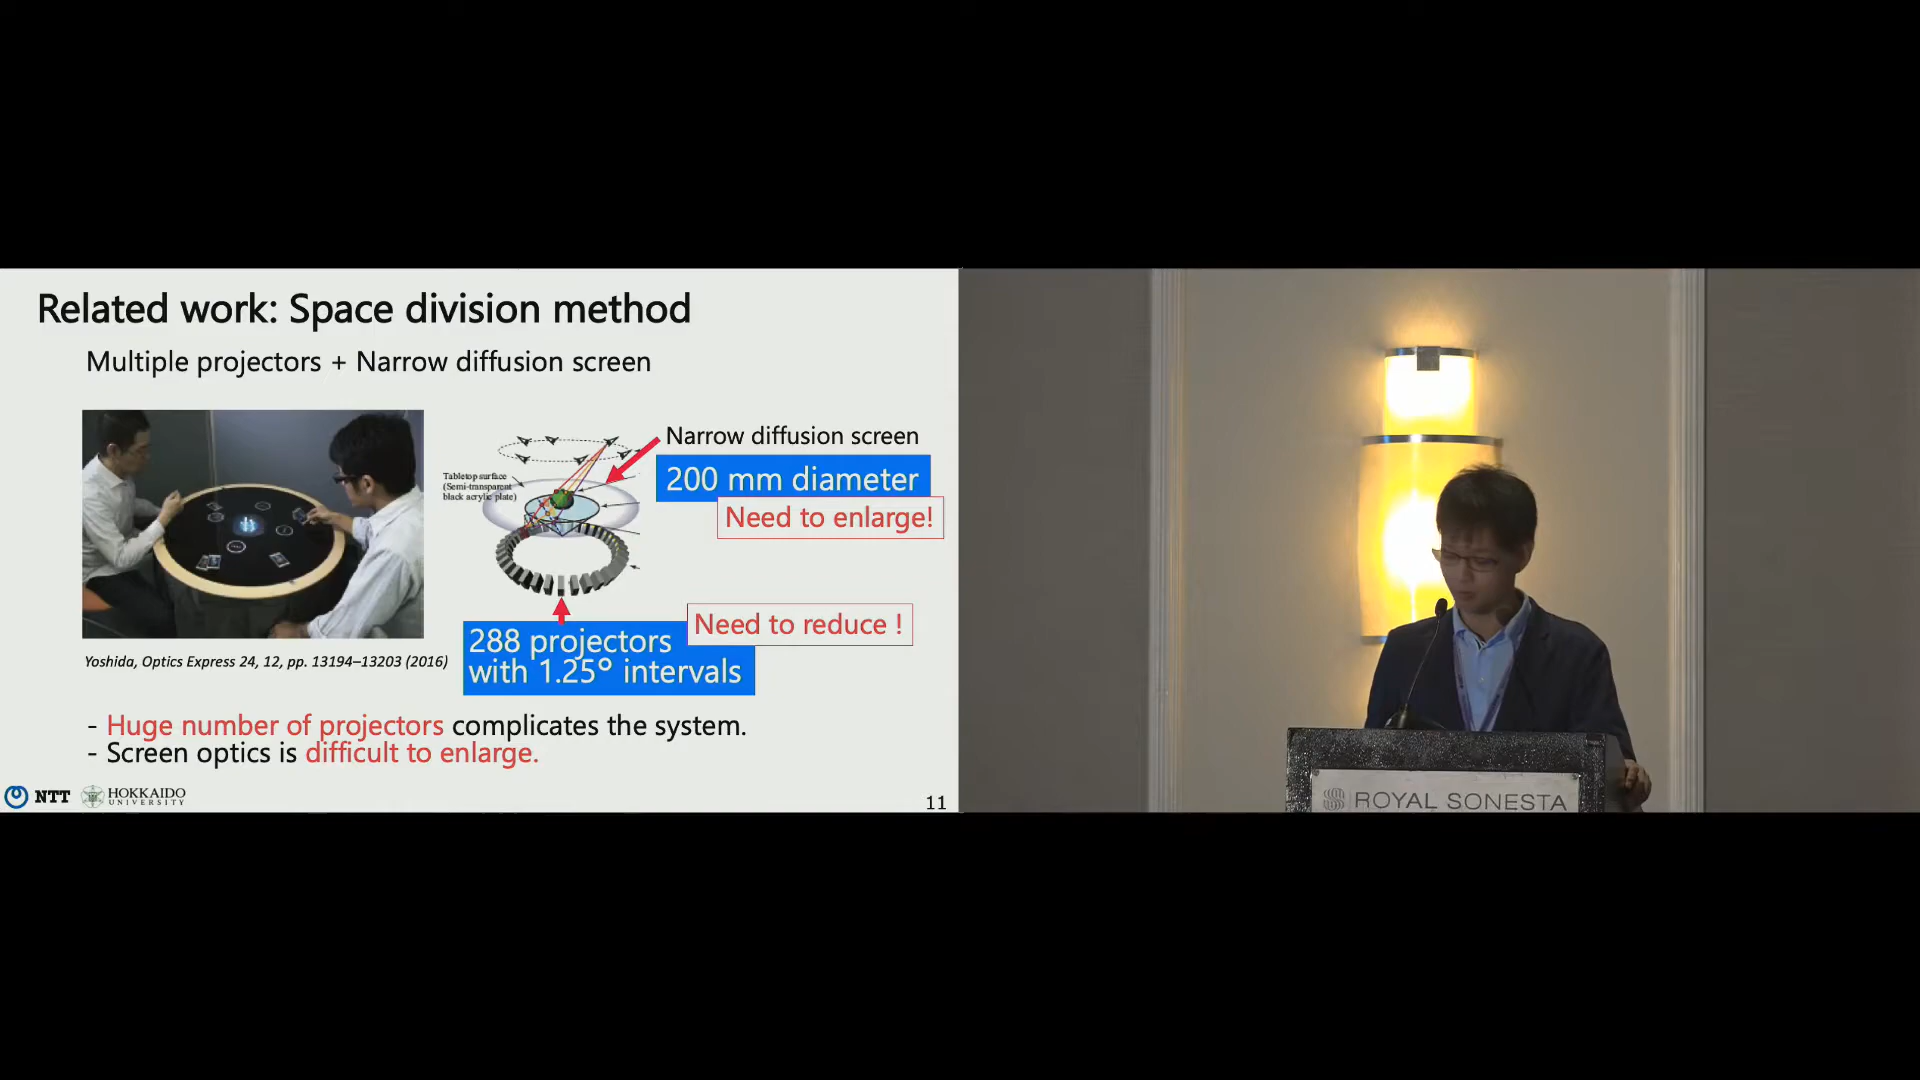 Related work: Space division method
Multiple projectors + Narrow diffusion screen
Narrow diffusion screen
200 mm diameter
Need to enlarge!
Tabletop surface
(Semi-transparent
black acrylic plate)
Need to reduce !
288 projectors
with 1.25° intervals
Yoshida, Optics Express 24, 12, pp. 13194–13203 (2016)
- Huge number of projectors complicates the system.
- Screen optics is difficult to enlarge.
NTT
HOKKAIDO
UNIVERSITY
11
ROYAL SONESTA